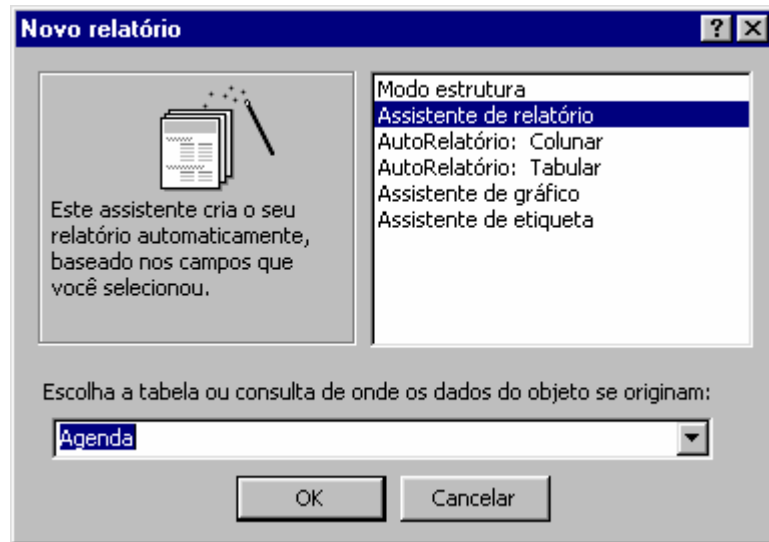 Novo relatório
Este assistente cria o seu
relatório automaticamente,
baseado nos campos que
você selecionou.
Modo estrutura
Assistente de relatório
AutoRelatório: Colunar
AutoRelatório: Tabular
Assistente de gráfico
Assistente de etiqueta
Escolha a tabela ou consulta de onde os dados do objeto se originam:
Agenda
OK
Cancelar